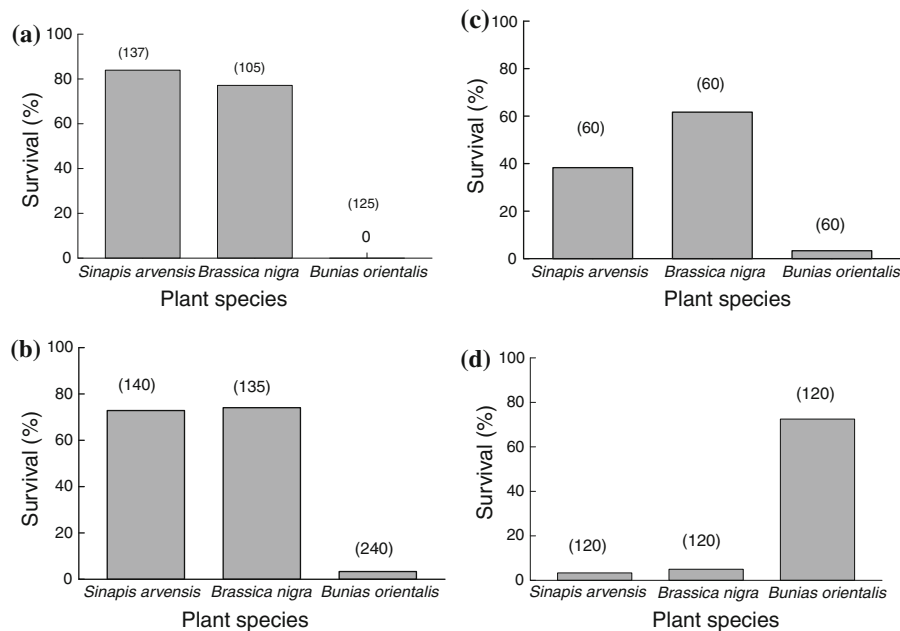 (a)
100
80
60
40
20
0
Survival (%)
(137)
(105)
(125)
0
Sinapis arvensis Brassica nigra Bunias orientalis
Plant species
(c)
100
80
60
40
20
0
Survival (%)
(60)
(60)
(60)
Sinapis arvensis Brassica nigra Bunias orientalis
Plant species
(b)
100
80
60
40
20
0
Survival (%)
(140)
(135)
(240)
Sinapis arvensis Brassica nigra Bunias orientalis
Plant species
(d)
100
80
60
40
20
0
Survival (%)
(120)
(120)
(120)
Sinapis arvensis Brassica nigra Bunias orientalis
Plant species